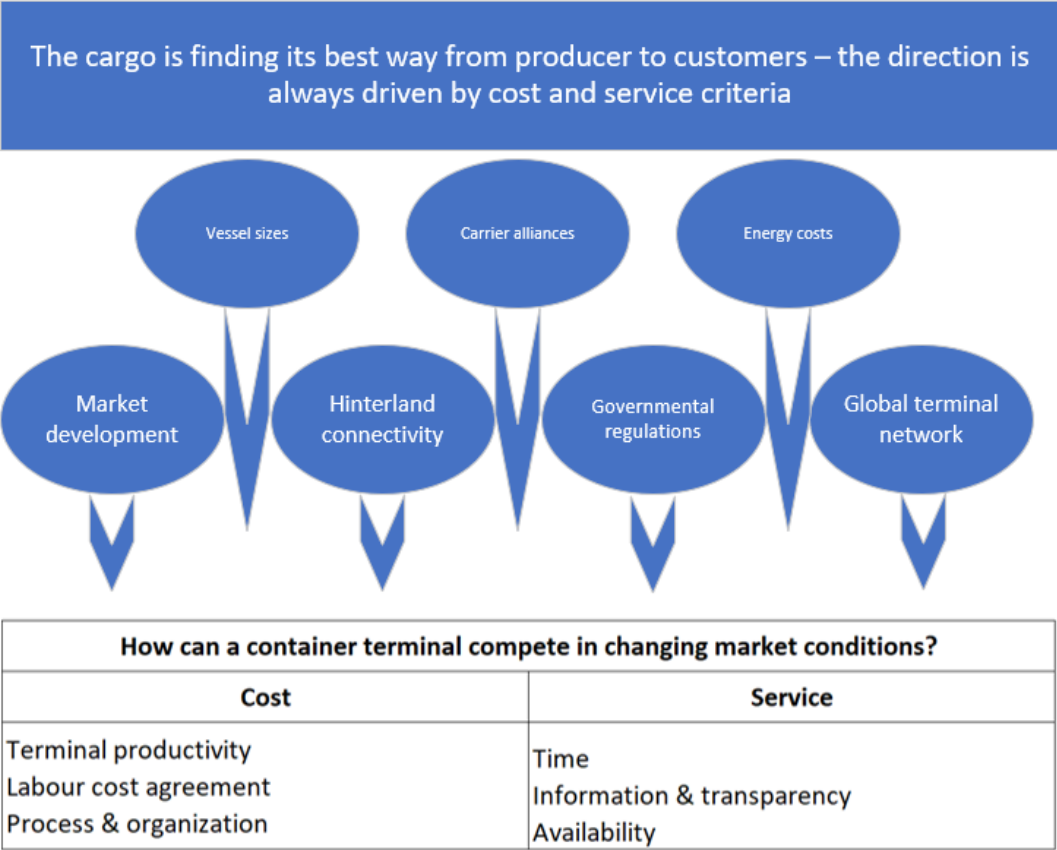 The cargo is finding its best way from producer to customers – the direction is
always driven by cost and service criteria
Vessel sizes
Carrier alliances
Energy costs
Market
development
Hinterland
connectivity
Governmental
regulations
Global terminal
network
How can a container terminal compete in changing market conditions?
Cost
Service
Terminal productivity
Labour cost agreement
Process & organization
Time
Information & transparency
Availability